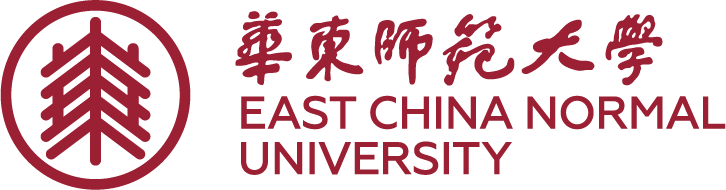 華東師範大學
EAST CHINA NORMAL
UNIVERSITY